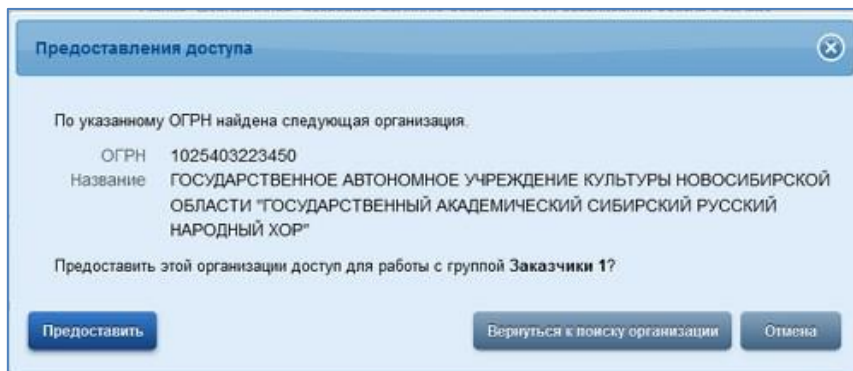 Предоставления доступа
По указанному ОГРН найдена следующая организация.
ОГРН 1025403223450
Название ГОСУДАРСТВЕННОЕ АВТОНОМНОЕ УЧРЕЖДЕНИЕ КУЛЬТУРЫ НОВОСИБИРСКОЙ
ОБЛАСТИ "ГОСУДАРСТВЕННЫЙ АКАДЕМИЧЕСКИЙ СИБИРСКИЙ РУССКИЙ
НАРОДНЫЙ ХОР"
Предоставить этой организации доступ для работы с группой Заказчики 1?
Предоставить Вернуться к поиску организации Отмена